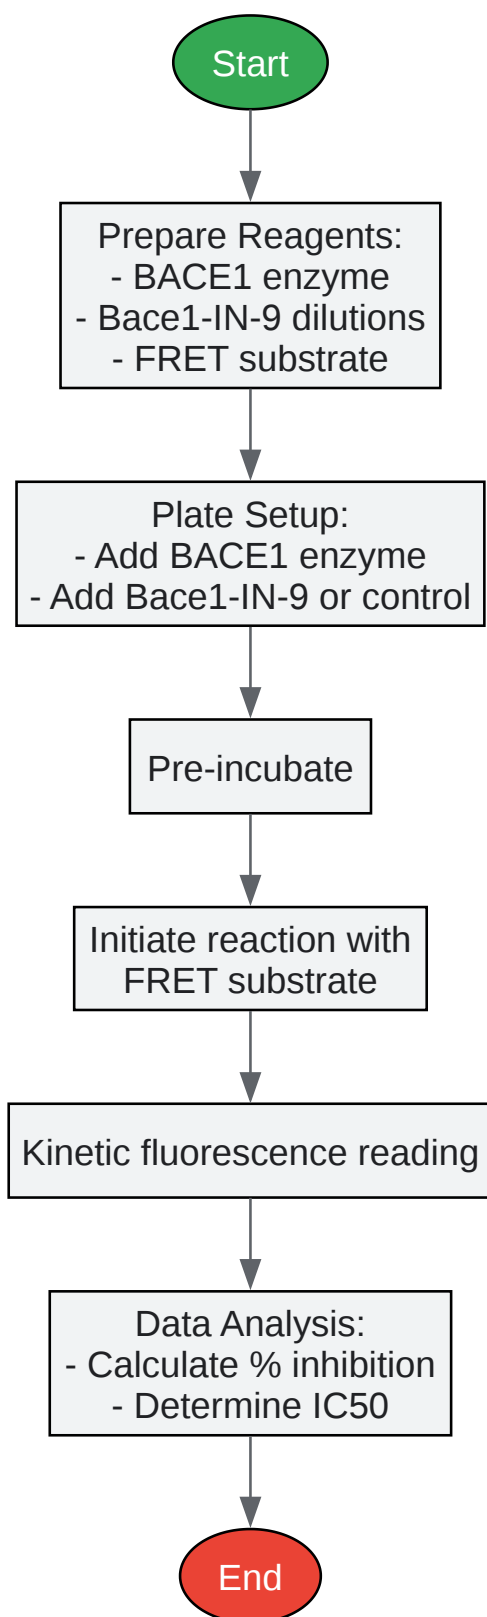 Start
Prepare Reagents:
- BACE1 enzyme
- Bace1-IN-9 dilutions
- FRET substrate
Plate Setup:
- Add BACE1 enzyme
- Add Bace1-IN-9 or control
Pre-incubate
Initiate reaction with
FRET substrate
Kinetic fluorescence reading
Data Analysis:
- Calculate % inhibition
- Determine IC50
End